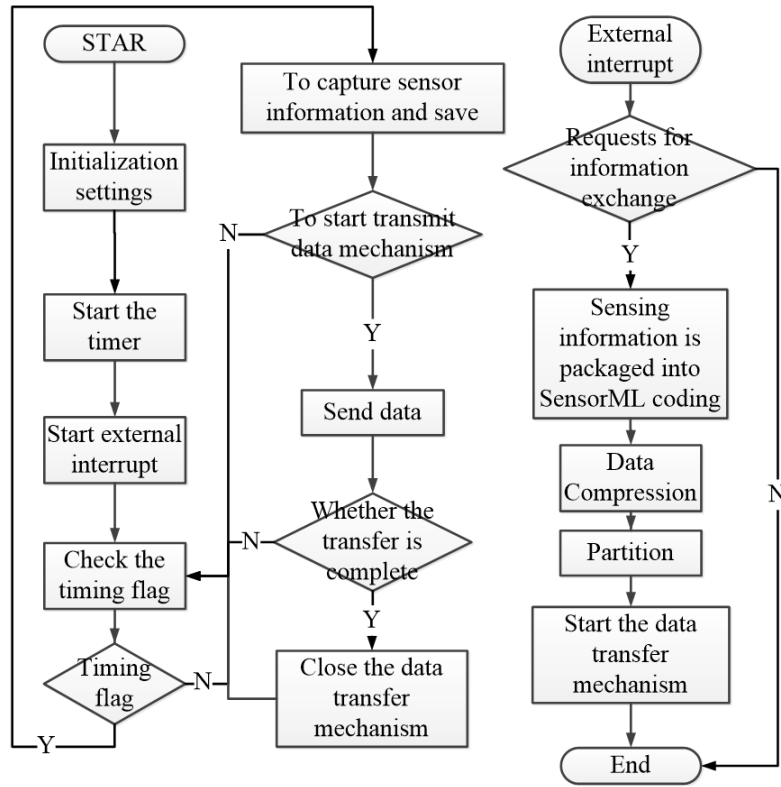 STAR
Initialization
settings
Start the
timer
Start external
interrupt
Check the
timing flag
Timing
flag
N
Y
To capture sensor
information and save
To start transmit
data mechanism
N
Y
Send data
Whether the
transfer is
complete
N
Y
Close the data
transfer
mechanism
External
interrupt
Requests for
information
exchange
Y
N
Sensing
information is
packaged into
SensorML coding
Data
Compression
Partition
Start the data
transfer
mechanism
End